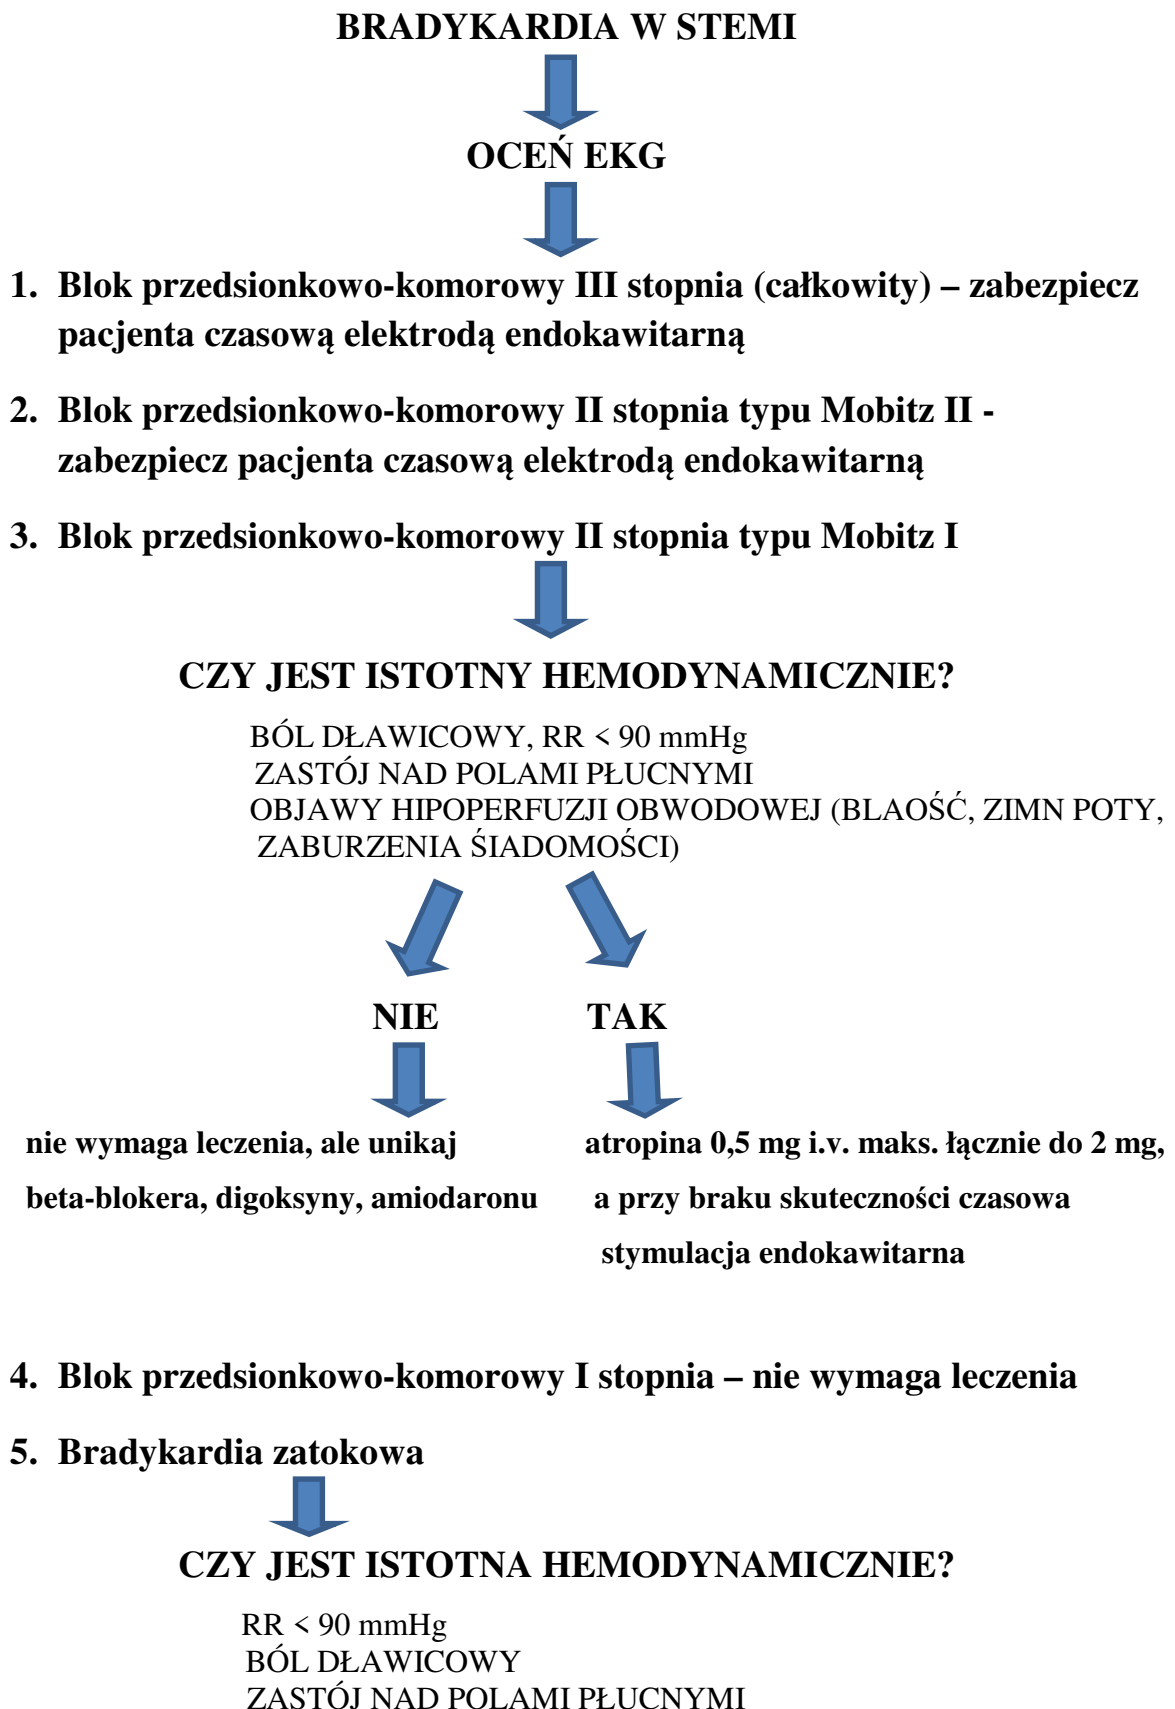 BRADYKARDIA W STEMI
OCEŃ EKG
1. Blok przedsionkowo-komorowy III stopnia (całkowity) – zabezpiecz
pacjenta czasową elektrodą endokawitarną
2. Blok przedsionkowo-komorowy II stopnia typu Mobitz II -
zabezpiecz pacjenta czasową elektrodą endokawitarną
3. Blok przedsionkowo-komorowy II stopnia typu Mobitz I
CZY JEST ISTOTNY HEMODYNAMICZNIE?
BÓL DŁAWICOWY, RR < 90 mmHg
ZASTÓJ NAD POLAMI PŁUCNYMI
OBJAWY HIPOPERFUZJI OBWODOWEJ (BLAOŚĆ, ZIMN POTY,
ZABURZENIA ŚIADOMOŚCI)
NIE
TAK
nie wymaga leczenia, ale unikaj
beta-blokera, digoksyny, amiodaronu
atropina 0,5 mg i.v. maks. łącznie do 2 mg,
a przy braku skuteczności czasowa
stymulacja endokawitarna
4. Blok przedsionkowo-komorowy I stopnia – nie wymaga leczenia
5. Bradykardia zatokowa
CZY JEST ISTOTNA HEMODYNAMICZNIE?
RR < 90 mmHg
BÓL DŁAWICOWY
ZASTÓJ NAD POLAMI PŁUCNYMI